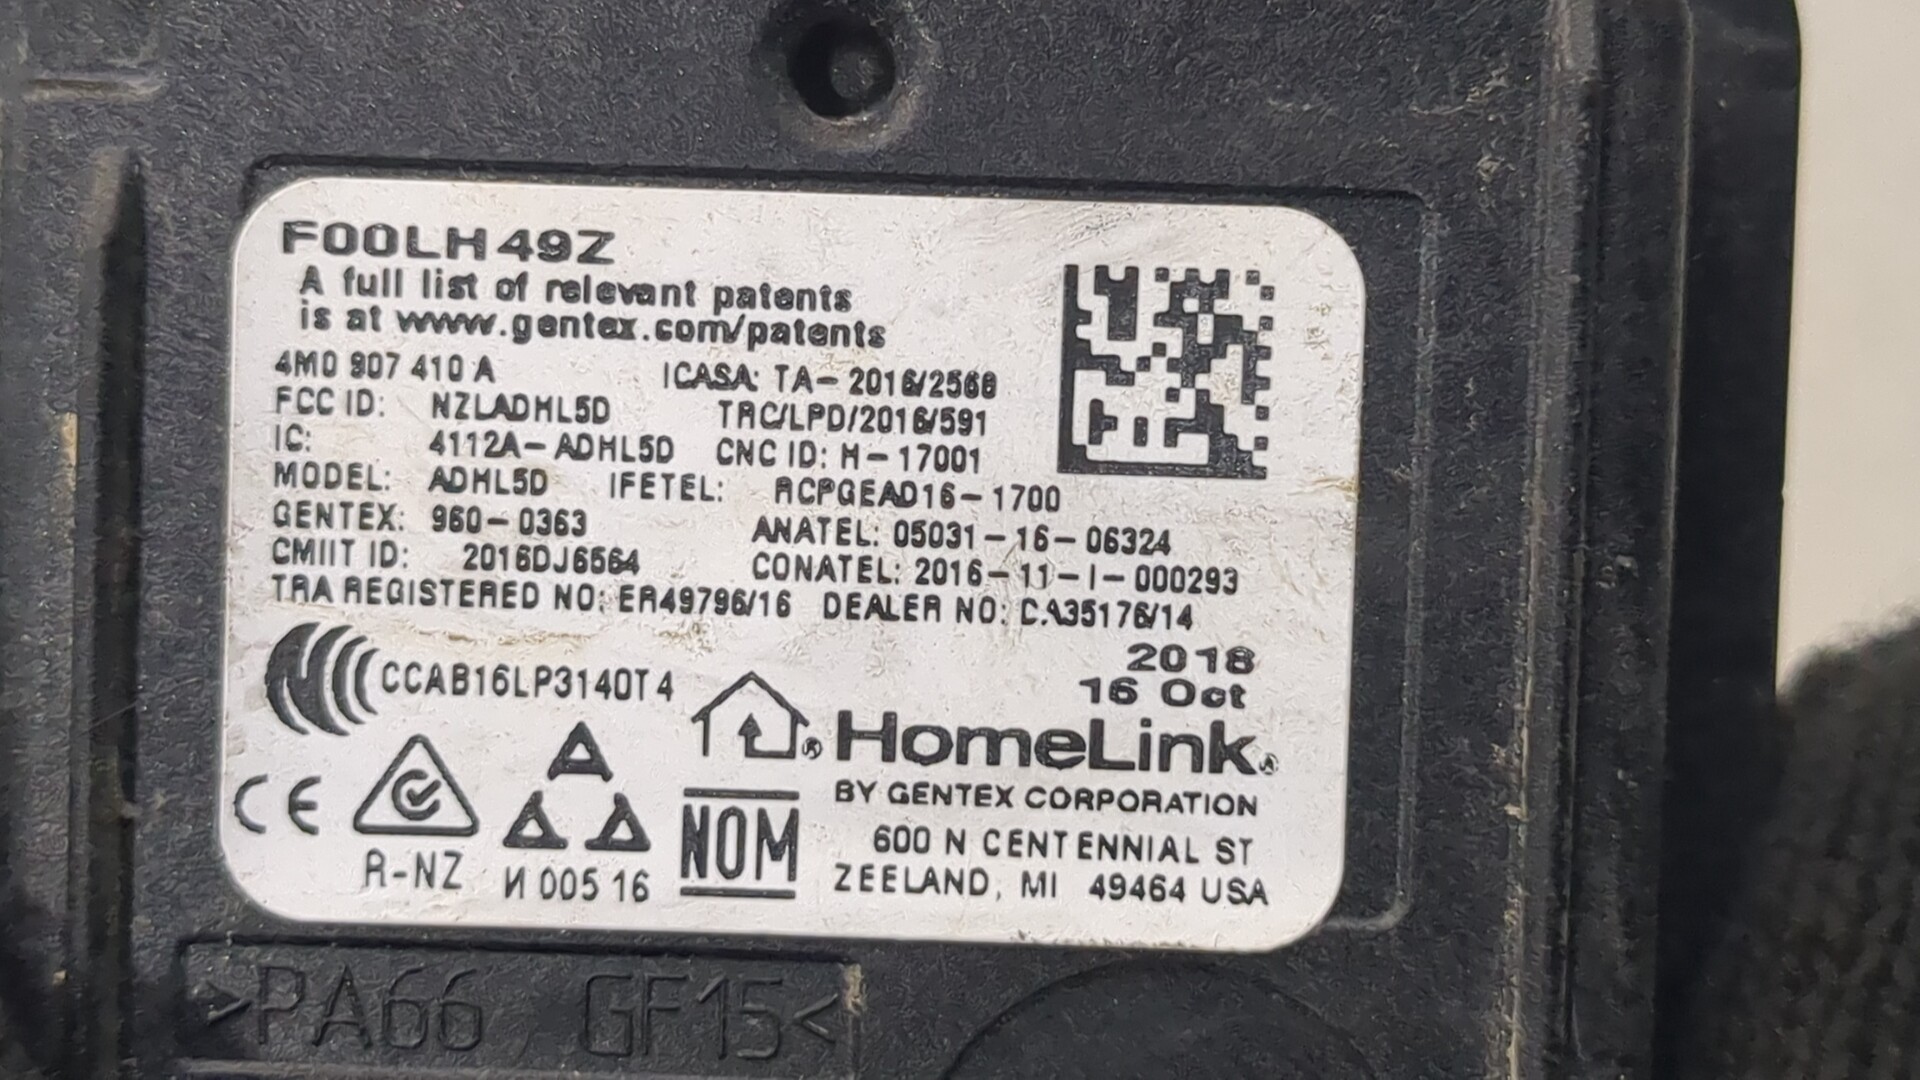 F00LH49Z
A full list of relevant patents
is at www.gentex.com/patents
4M0 907 410 A
ICASA: TA-2016/2568
FCC ID: NZLADHL5D
TRC/LPD/2016/591
IC: 4112A-ADHL5D
CNC ID: H-17001
MODEL: ADHL5D
IFETEL: RCPGEAD16-1700
GENTEX: 960-0363
ANATEL: 05031-16-06324
CMIIT ID: 2016DJ6564
CONATEL: 2016-11-I-000293
TRA REGISTERED NO: ER49796/16 DEALER NO: DA35176/14
CCAB16LP3140T4
2018
16 Oct
HomeLink®
BY GENTEX CORPORATION
600 N CENTENNIAL ST
ZEELAND, MI 49464 USA
CE
R-NZ
И 005 16
NOM
>PA66 GF15<